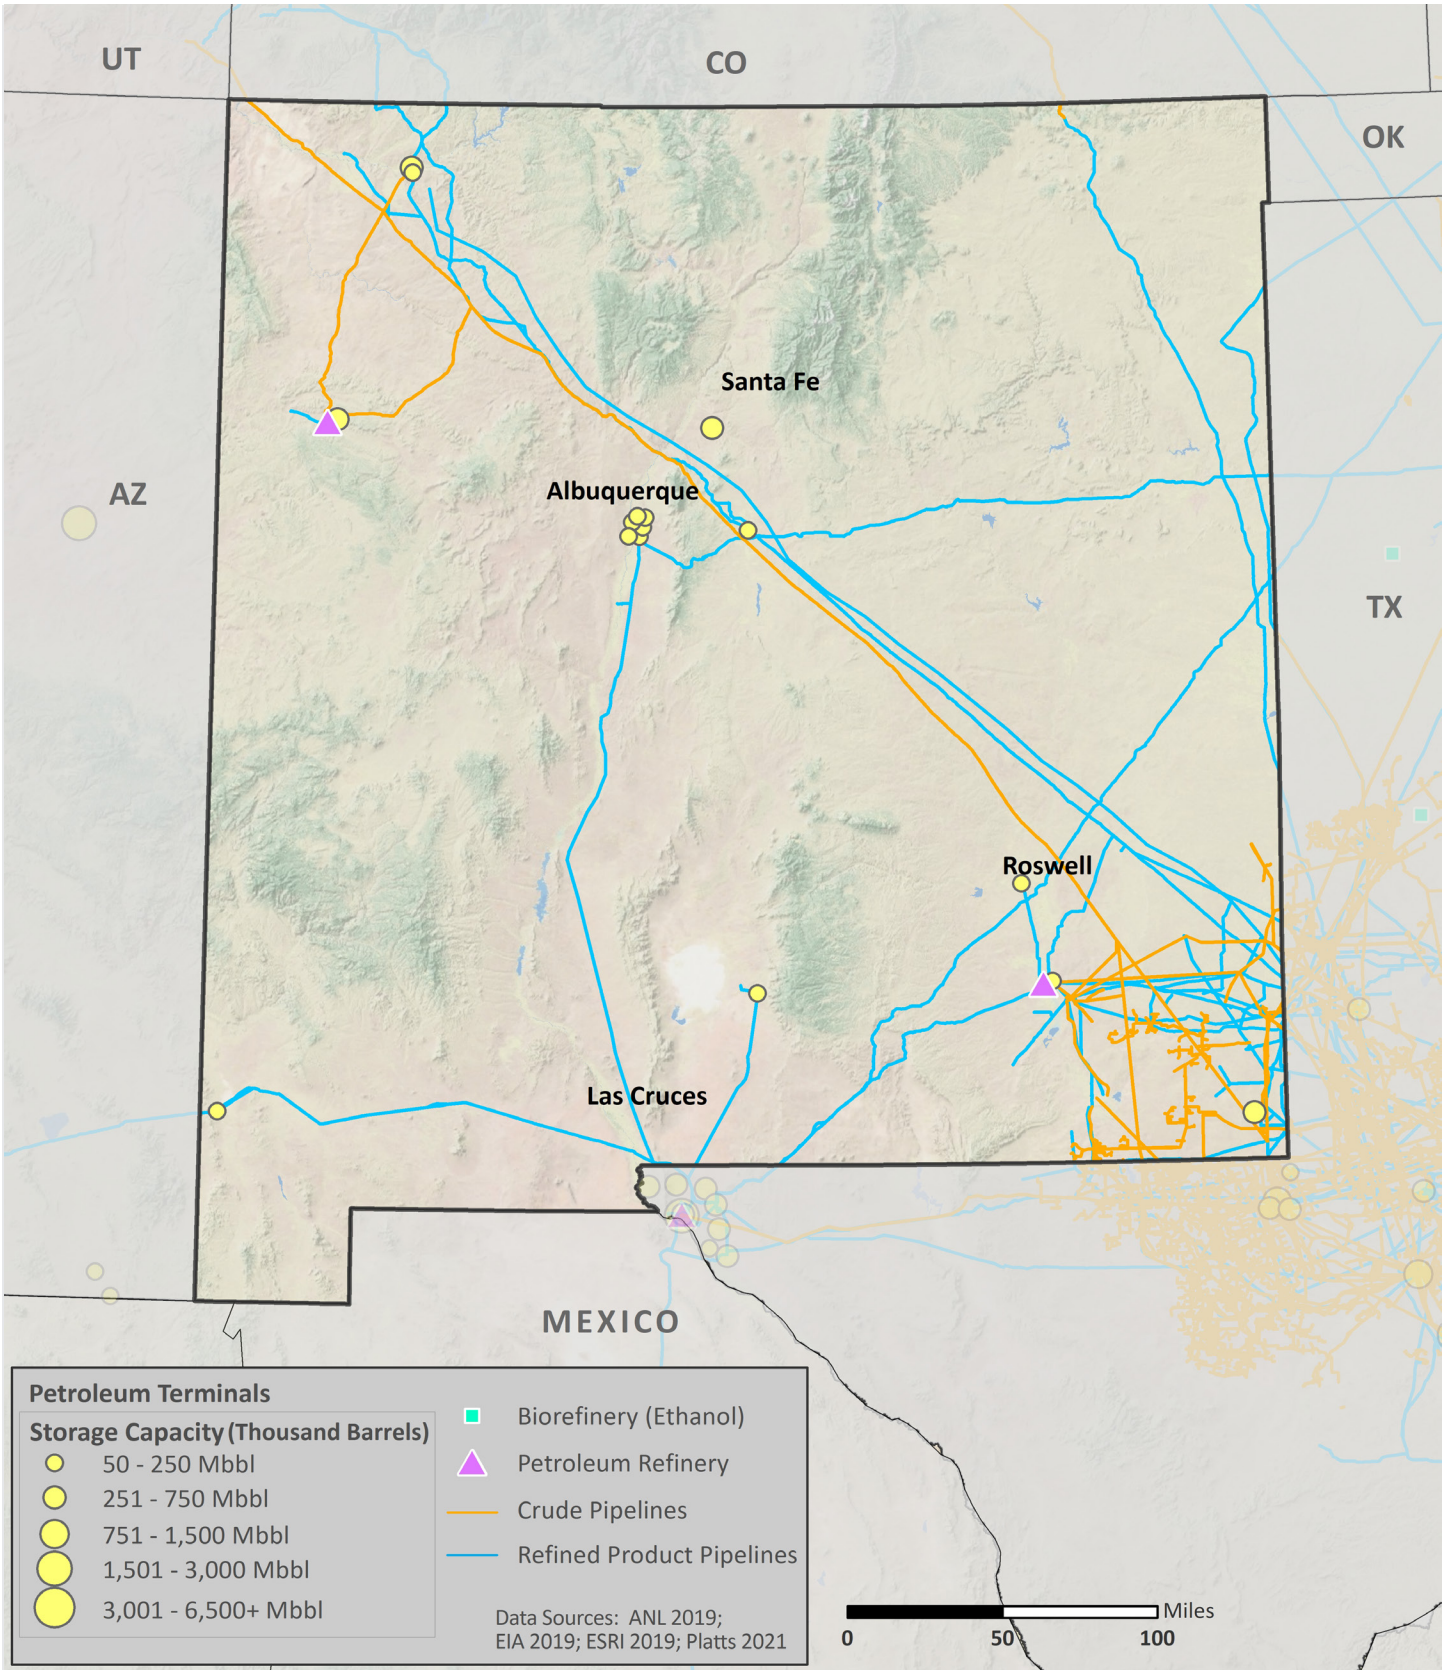 UT
CO
OK
Santa Fe
AZ
Albuquerque
TX
Roswell
Las Cruces
MEXICO
Petroleum Terminals
Storage Capacity (Thousand Barrels)
50 - 250 Mbbl
251 - 750 Mbbl
751 - 1,500 Mbbl
1,501 - 3,000 Mbbl
3,001 - 6,500+ Mbbl
Biorefinery (Ethanol)
Petroleum Refinery
Crude Pipelines
Refined Product Pipelines
Data Sources: ANL 2019;
EIA 2019; ESRI 2019; Platts 2021
Miles
0 50 100